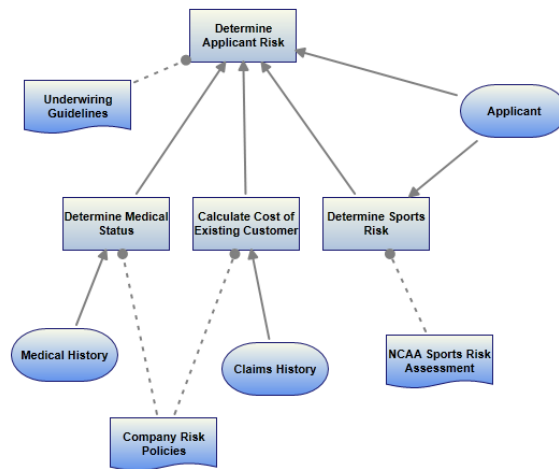 Determine
Applicant Risk
Underwiring
Guidelines
Applicant
Determine Medical
Status
Calculate Cost of
Existing Customer
Determine Sports
Risk
Medical History
Claims History
NCAA Sports Risk
Assessment
Company Risk
Policies